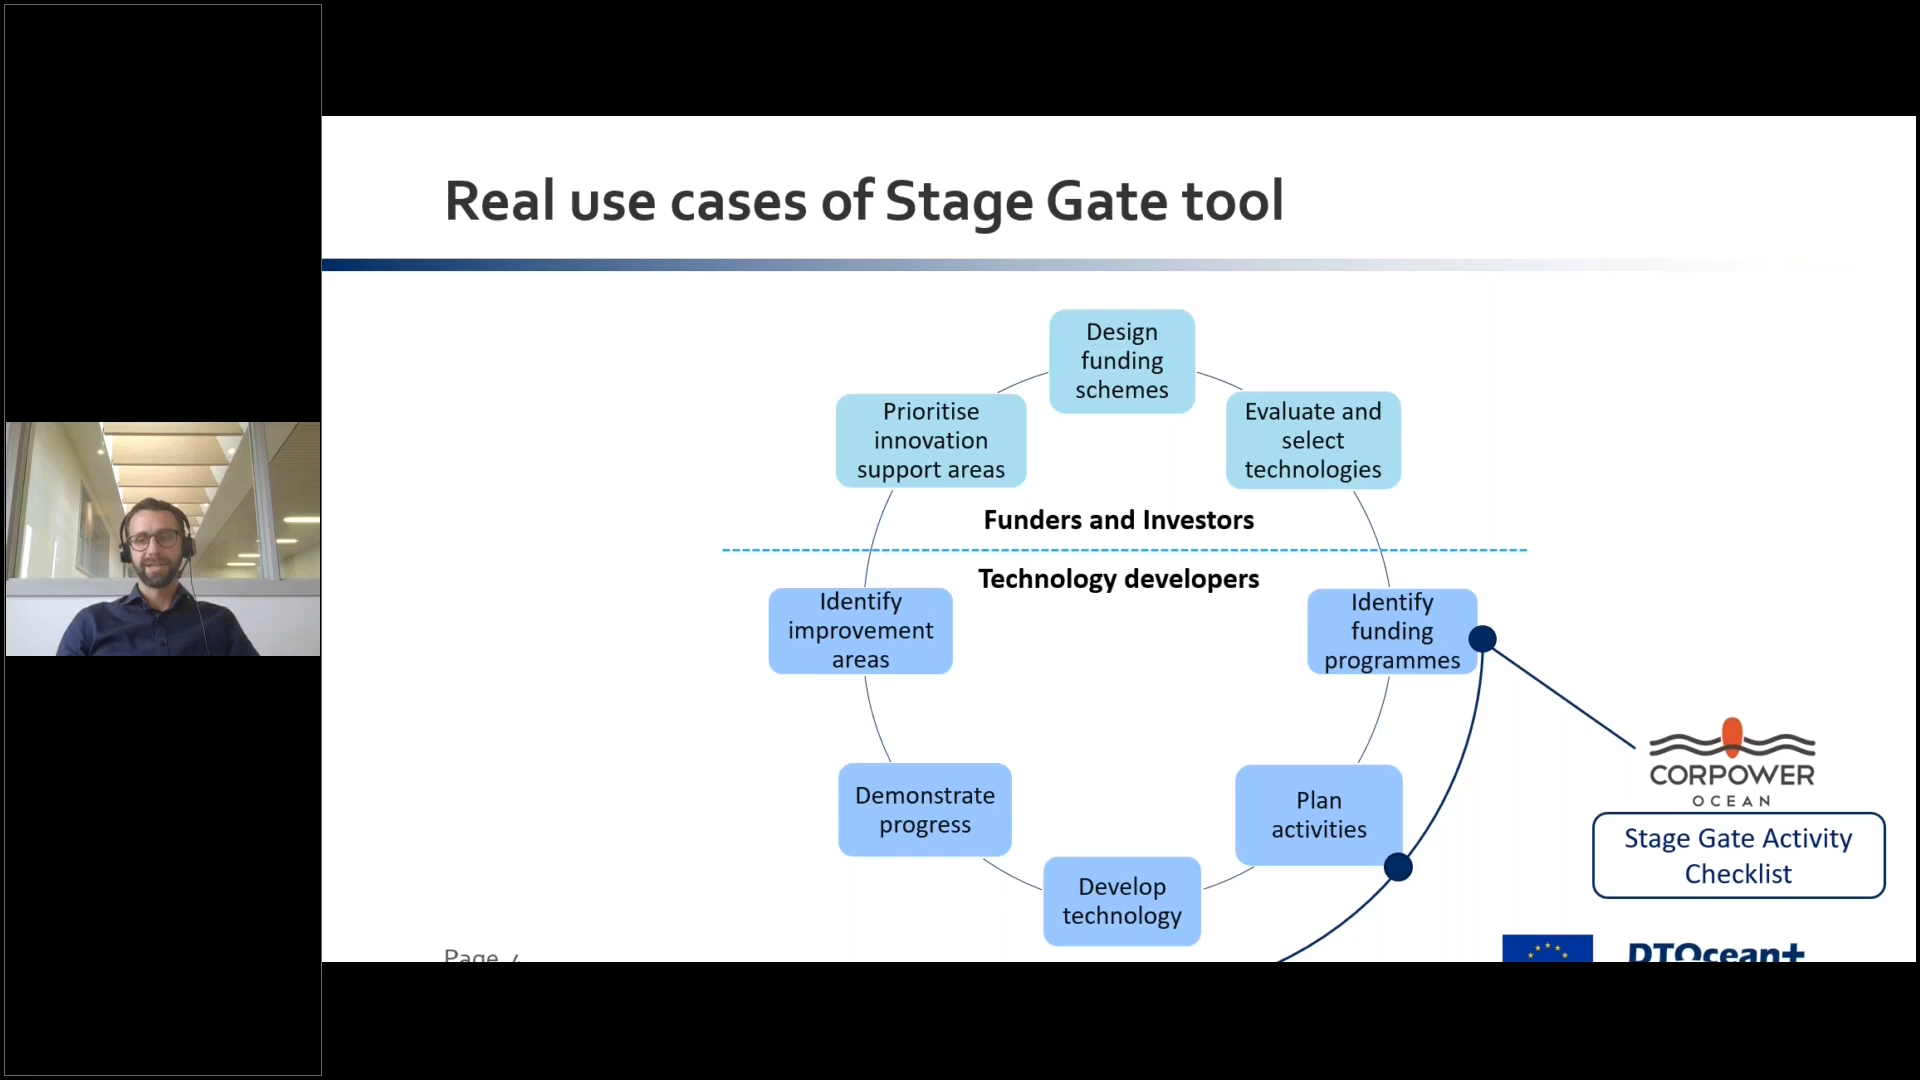 Real use cases of Stage Gate tool
Design
funding
schemes
Prioritise
innovation
support areas
Evaluate and
select
technologies
Funders and Investors
Technology developers
Identify
improvement
areas
Identify
funding
programmes
Demonstrate
progress
Plan
activities
Develop
technology
CORPOWER
OCEAN
Stage Gate Activity
Checklist
Page
DTOcean+